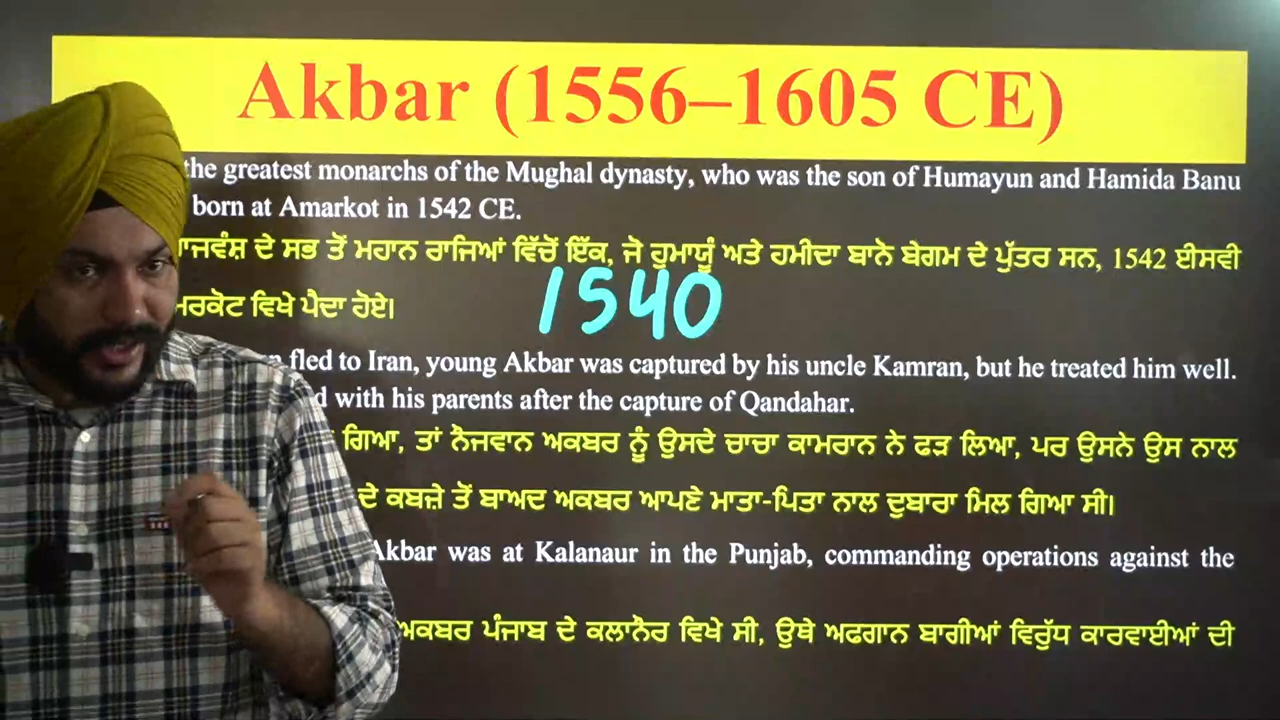 Akbar (1556–1605 CE)
the greatest monarchs of the Mughal dynasty, who was the son of Humayun and Hamida Banu
born at Amarkot in 1542 CE.
ਦੇ ਸਭ ਤੋਂ ਮਹਾਨ ਰਾਜਿਆਂ ਵਿੱਚੋਂ ਇੱਕ, ਜੋ ਹੁਮਾਯੂੰ ਅਤੇ ਹਮੀਦਾ ਬਾਨੋ ਬੇਗਮ ਦੇ ਪੁੱਤਰ ਸਨ, 1542 ਈਸਵੀ
ਵਿਖੇ ਪੈਦਾ ਹੋਏ।
1540
fled to Iran, young Akbar was captured by his uncle Kamran, but he treated him well.
with his parents after the capture of Qandahar.
ਗਿਆ, ਤਾਂ ਨੌਜਵਾਨ ਅਕਬਰ ਨੂੰ ਉਸਦੇ ਚਾਚਾ ਕਾਮਰਾਨ ਨੇ ਫੜ ਲਿਆ, ਪਰ ਉਸਨੇ ਉਸ ਨਾਲ
ਦੇ ਕਬਜ਼ੇ ਤੋਂ ਬਾਅਦ ਅਕਬਰ ਆਪਣੇ ਮਾਤਾ-ਪਿਤਾ ਨਾਲ ਦੁਬਾਰਾ ਮਿਲ ਗਿਆ ਸੀ।
Akbar was at Kalanaur in the Punjab, commanding operations against the
ਅਕਬਰ ਪੰਜਾਬ ਦੇ ਕਲਾਨੌਰ ਵਿਖੇ ਸੀ, ਉਥੇ ਅਫਗਾਨ ਬਾਗੀਆਂ ਵਿਰੁੱਧ ਕਾਰਵਾਈਆਂ ਦੀ